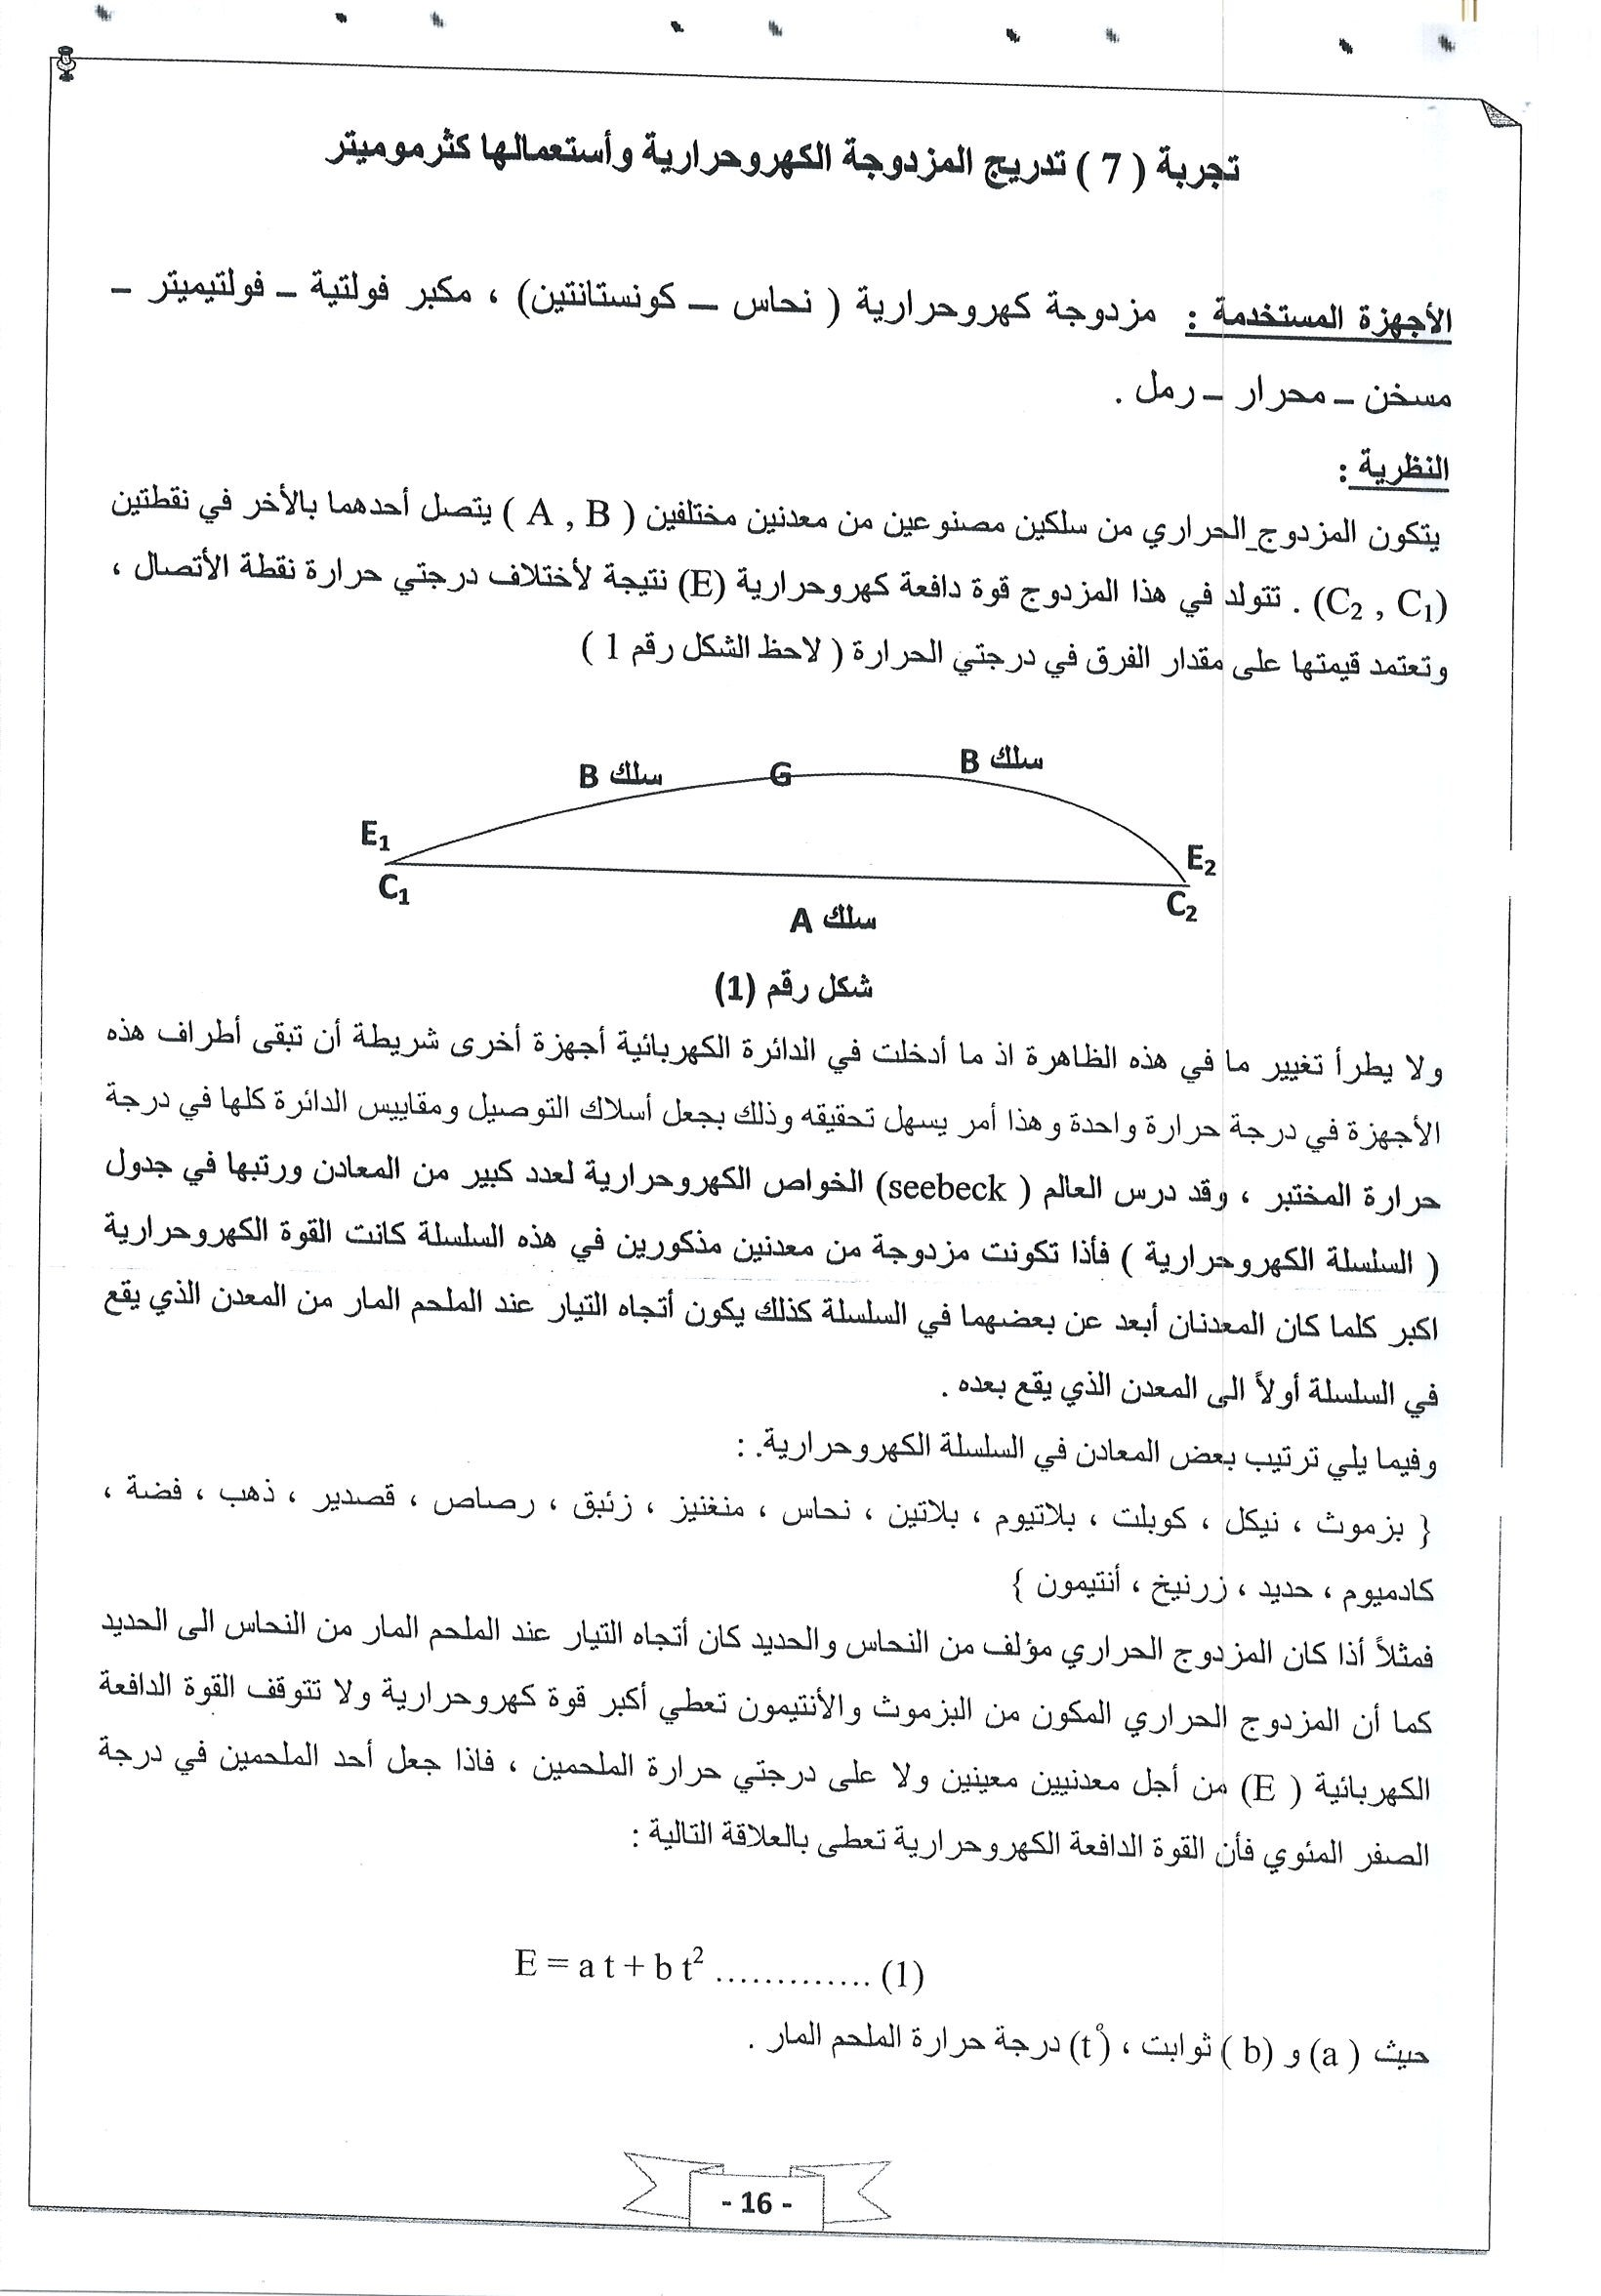 تجربة ( 7 ) تدريج المزدوجة الكهروحرارية وأستعمالها كثرموميتر
الأجهزة المستخدمة : مزدوجة كهروحرارية ( نحاس – كونستانتين) ، مكبر فولتية – فولتيميتر –
مسخن – محرار – رمل .
النظرية :
يتكون المزدوج الحراري من سلكين مصنوعين من معدنين مختلفين ( A , B ) يتصل أحدهما بالأخر في نقطتين
(C₂ , C₁) . تتولد في هذا المزدوج قوة دافعة كهروحرارية (E) نتيجة لأختلاف درجتي حرارة نقطة الأتصال ،
وتعتمد قيمتها على مقدار الفرق في درجتي الحرارة ( لاحظ الشكل رقم 1 )
سلك B
G
سلك B
E₁
E₂
C₁
C₂
سلك A
شكل رقم (1)
ولا يطرأ تغيير ما في هذه الظاهرة اذ ما أدخلت في الدائرة الكهربائية أجهزة أخرى شريطة أن تبقى أطراف هذه
الأجهزة في درجة حرارة واحدة وهذا أمر يسهل تحقيقه وذلك بجعل أسلاك التوصيل ومقاييس الدائرة كلها في درجة
حرارة المختبر ، وقد درس العالم ( seebeck) الخواص الكهروحرارية لعدد كبير من المعادن ورتبها في جدول
( السلسلة الكهروحرارية ) فأذا تكونت مزدوجة من معدنين مذكورين في هذه السلسلة كانت القوة الكهروحرارية
اكبر كلما كان المعدنان أبعد عن بعضهما في السلسلة كذلك يكون أتجاه التيار عند الملحم المار من المعدن الذي يقع
في السلسلة أولاً الى المعدن الذي يقع بعده .
وفيما يلي ترتيب بعض المعادن في السلسلة الكهروحرارية. :
{ بزموث ، نيكل ، كوبلت ، بلاتيوم ، بلاتين ، نحاس ، منغنيز ، زئبق ، رصاص ، قصدير ، ذهب ، فضة ،
كادميوم ، حديد ، زرنيخ ، أنتيمون }
فمثلاً أذا كان المزدوج الحراري مؤلف من النحاس والحديد كان أتجاه التيار عند الملحم المار من النحاس الى الحديد
كما أن المزدوج الحراري المكون من البزموث والأنتيمون تعطي أكبر قوة كهروحرارية ولا تتوقف القوة الدافعة
الكهربائية ( E) من أجل معدنيين معينين ولا على درجتي حرارة الملحمين ، فاذا جعل أحد الملحمين في درجة
الصفر المئوي فأن القوة الدافعة الكهروحرارية تعطى بالعلاقة التالية :
E = a t + b t² ............. (1)
حيث ( a) و (b ) ثوابت ، (t̊) درجة حرارة الملحم المار .
- 16 -